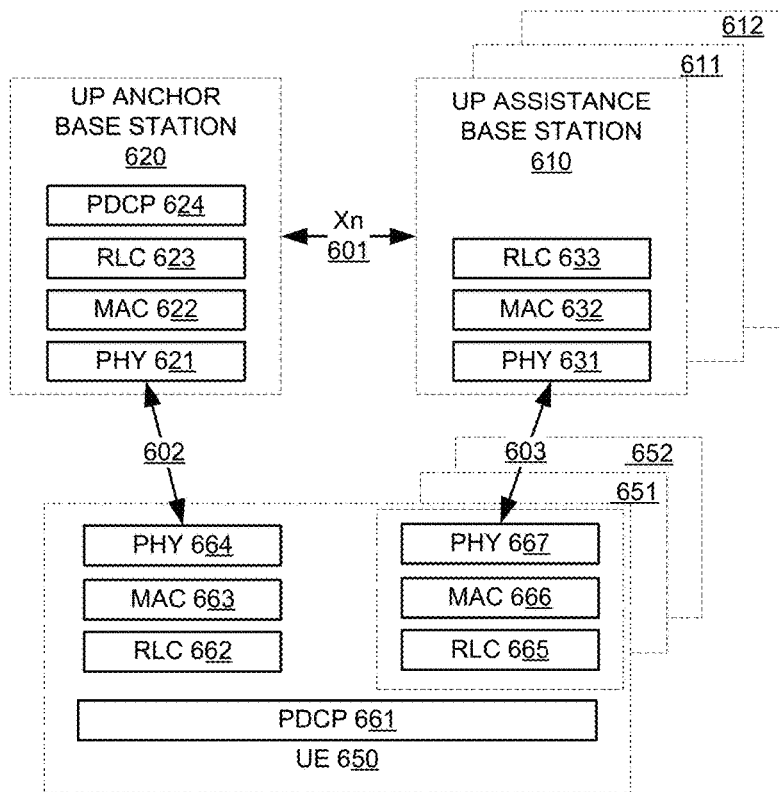 612
611
UP ANCHOR
BASE STATION
620
PDCP 624
RLC 623
MAC 622
PHY 621
Xn
601
UP ASSISTANCE
BASE STATION
610
RLC 633
MAC 632
PHY 631
602
603
652
651
PHY 664
MAC 663
RLC 662
PHY 667
MAC 666
RLC 665
PDCP 661
UE 650